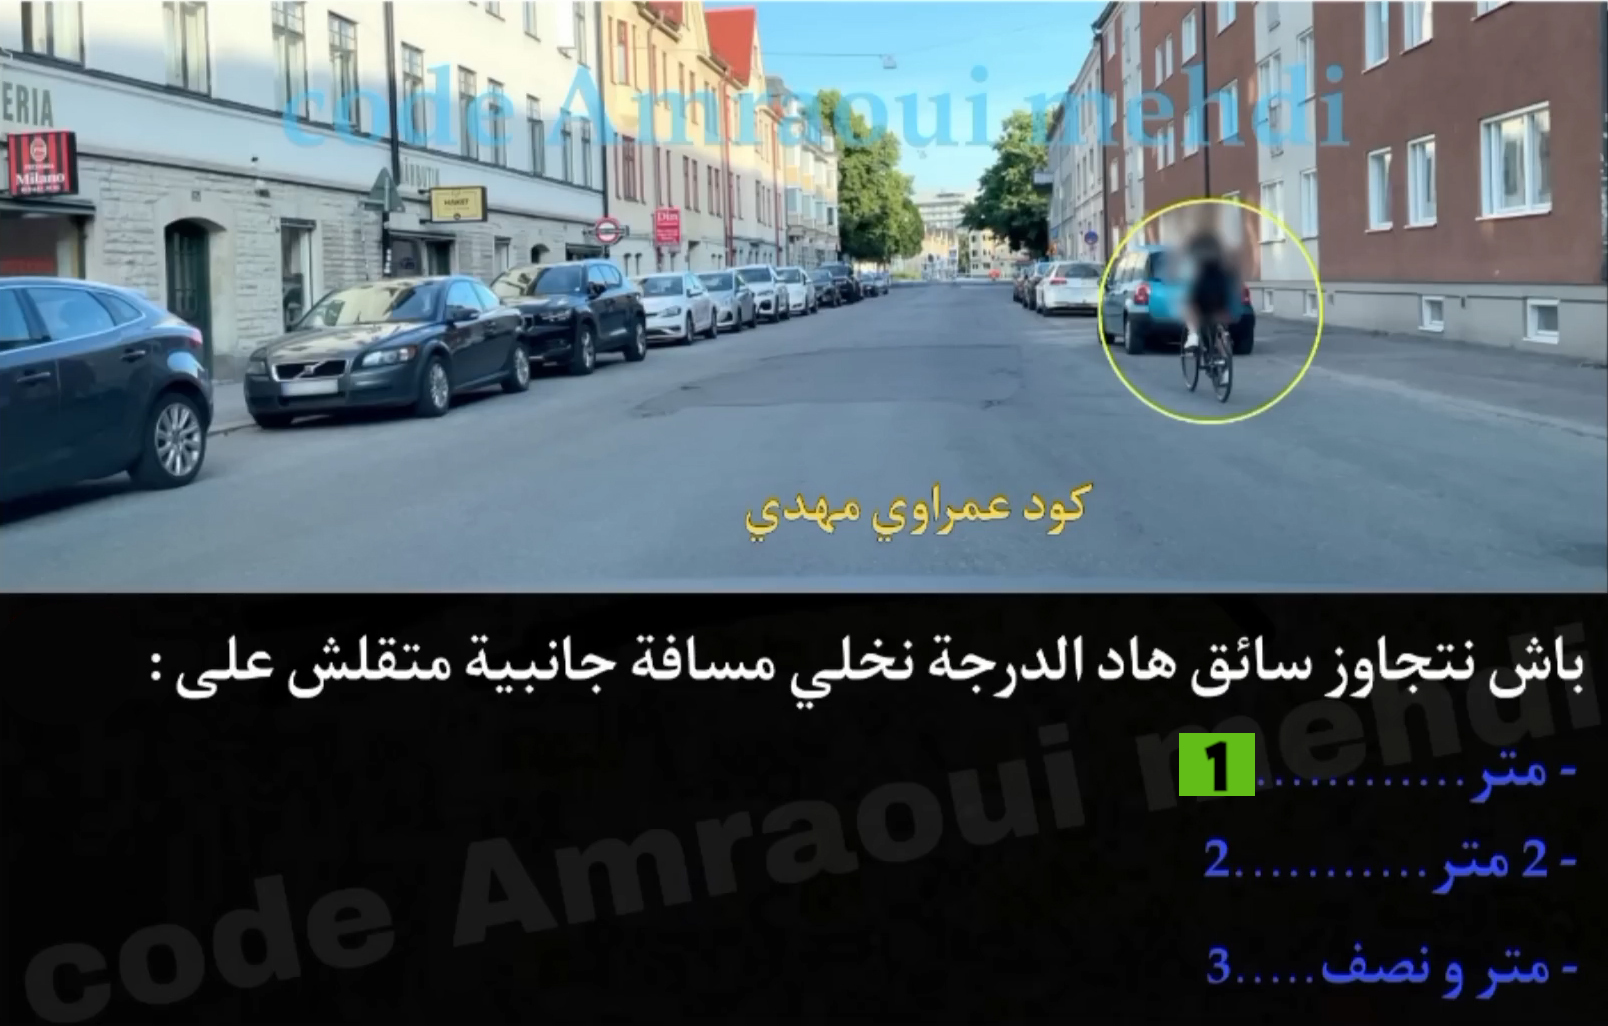 code Amraoui mehdi
ERIA
Milano
كود عمراوي مهدي
باش نتجاوز سائق هاد الدرجة نخلي مسافة جانبية متقلش على :
- متر............1
- 2 متر...........2
- متر و نصف.....3
code Amraoui mehdi